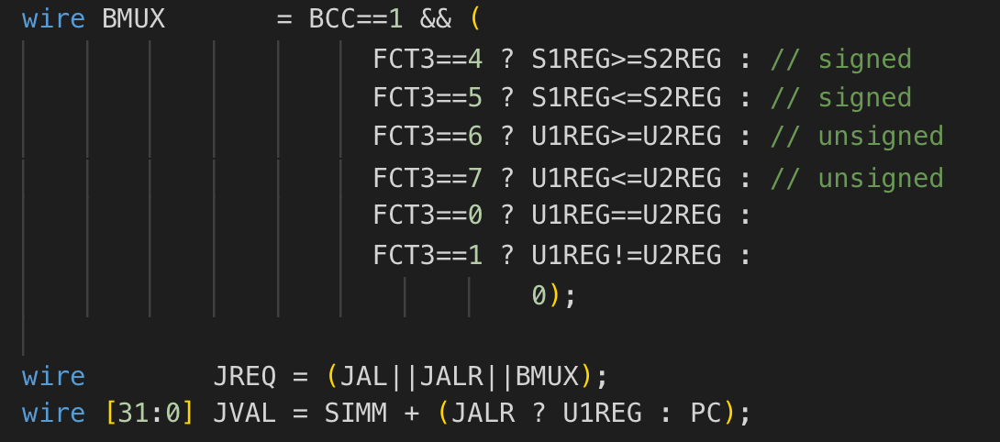 wire BMUX       = BCC==1 && (
                      FCT3==4 ? S1REG>=S2REG : // signed
                      FCT3==5 ? S1REG<=S2REG : // signed
                      FCT3==6 ? U1REG>=U2REG : // unsigned
                      FCT3==7 ? U1REG<=U2REG : // unsigned
                      FCT3==0 ? U1REG==U2REG :
                      FCT3==1 ? U1REG!=U2REG :
                                0);
wire        JREQ = (JAL||JALR||BMUX);
wire [31:0] JVAL = SIMM + (JALR ? U1REG : PC);